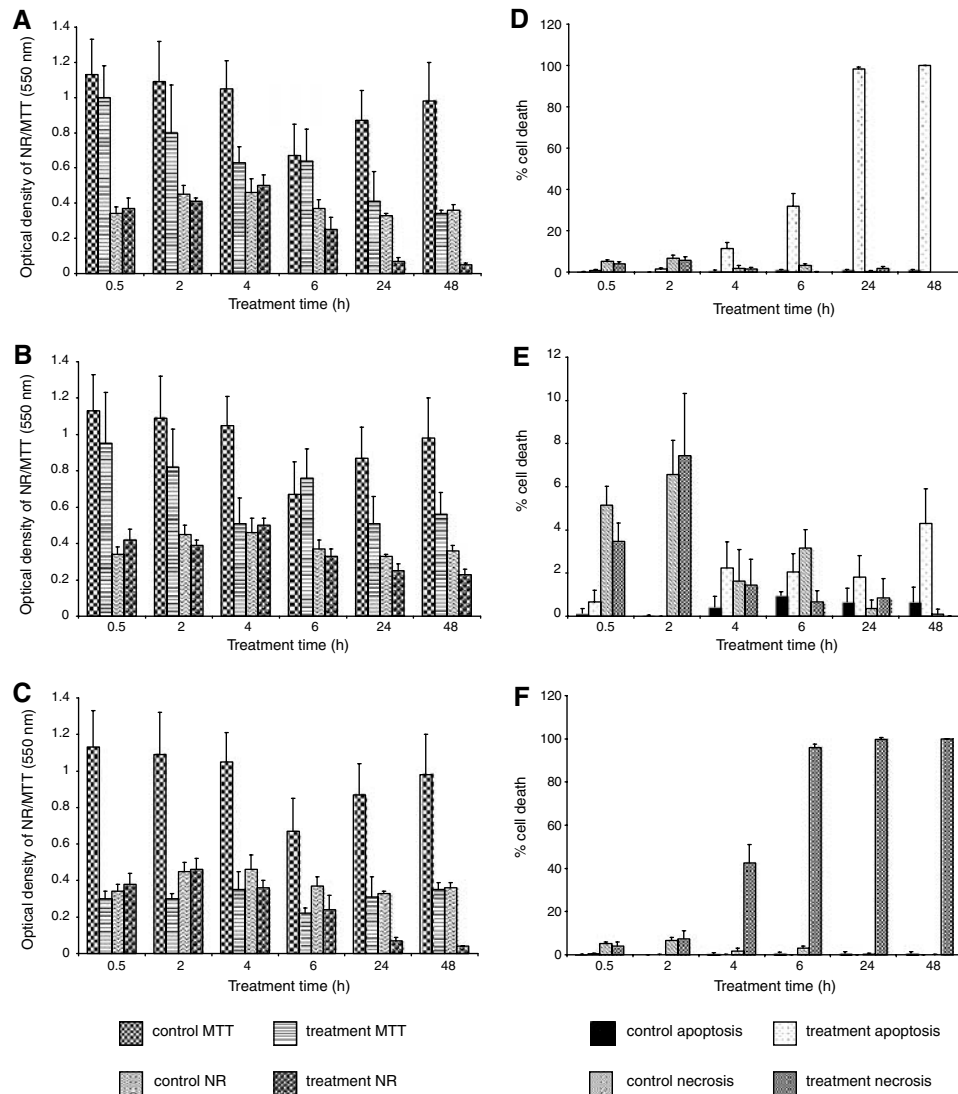 A
Optical density of NR/MTT (550 nm)
1.4
1.2
1
0.8
0.6
0.4
0.2
0
0.5 2 4 6 24 48
Treatment time (h)
B
Optical density of NR/MTT (550 nm)
1.4
1.2
1
0.8
0.6
0.4
0.2
0
0.5 2 4 6 24 48
Treatment time (h)
C
Optical density of NR/MTT (550 nm)
1.4
1.2
1
0.8
0.6
0.4
0.2
0
0.5 2 4 6 24 48
Treatment time (h)
control MTT treatment MTT
control NR treatment NR
D
% cell death
120
100
80
60
40
20
0
0.5 2 4 6 24 48
Treatment time (h)
E
% cell death
12
10
8
6
4
2
0
0.5 2 4 6 24 48
Treatment time (h)
F
% cell death
120
100
80
60
40
20
0
0.5 2 4 6 24 48
Treatment time (h)
control apoptosis treatment apoptosis
control necrosis treatment necrosis